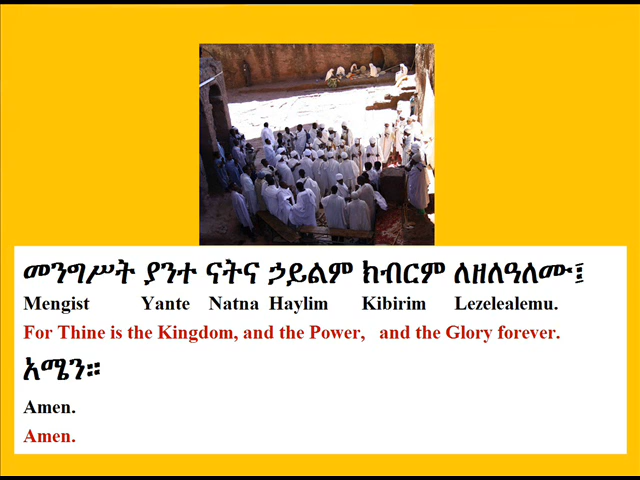 መንግሥት ያንተ ናትና ኃይልም ክብርም ለዘለዓለሙ፤
Mengist Yante Natna Haylim Kibirim Lezelealemu.
For Thine is the Kingdom, and the Power, and the Glory forever.
አሜን።
Amen.
Amen.